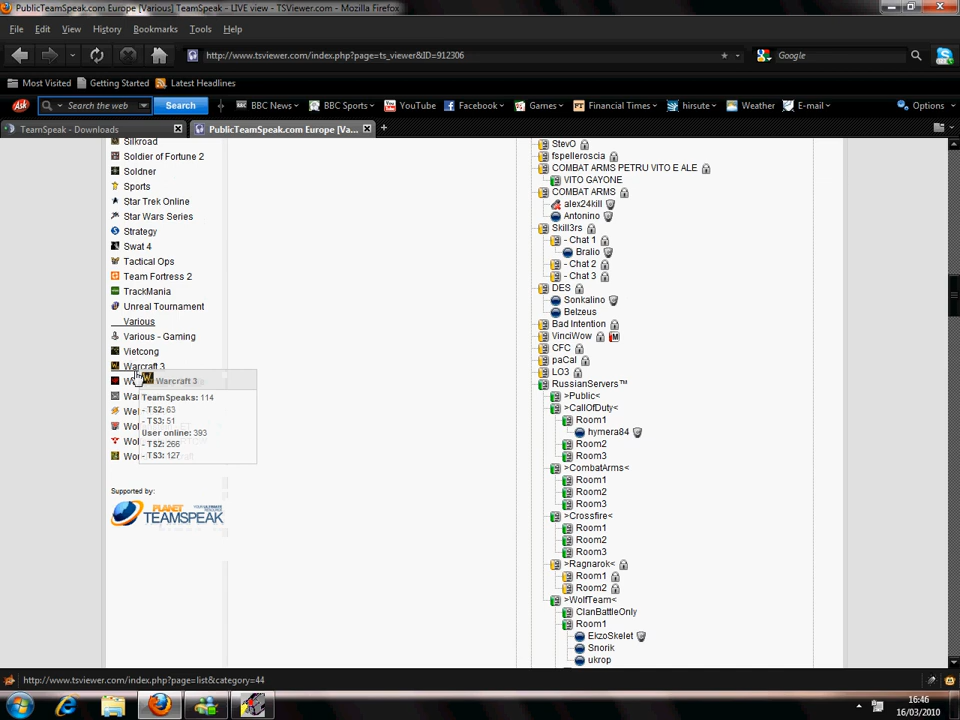 PublicTeamSpeak.com Europe [Various] TeamSpeak - LIVE view - TSViewer.com - Mozilla Firefox
File Edit View History Bookmarks Tools Help
http://www.tsviewer.com/index.php?page=ts_viewer&ID=912306
Google
Most Visited Getting Started Latest Headlines
Ask Search the web Search BBC News BBC Sports YouTube Facebook Games Financial Times hirsute Weather E-mail Options
TeamSpeak - Downloads
PublicTeamSpeak.com Europe [Va...
Silkroad
Soldier of Fortune 2
Soldner
Sports
Star Trek Online
Star Wars Series
Strategy
Swat 4
Tactical Ops
Team Fortress 2
TrackMania
Unreal Tournament
Various
Various - Gaming
Vietcong
Warcraft 3
Warcraft 3
TeamSpeaks: 114
- TS2: 63
- TS3: 51
User online: 393
- TS2: 266
- TS3: 127
Supported by:
PLANET TEAMSPEAK
StevO
fspelleroscia
COMBAT ARMS PETRU VITO E ALE
VITO GAYONE
COMBAT ARMS
alex24kill
Antonino
Skill3rs
- Chat 1
Bralio
- Chat 2
- Chat 3
DES
Sonkalino
Belzeus
Bad Intention
VinciWow M
CFC
paCal
LO3
RussianServers™
>Public<
>CallOfDuty<
Room1
hymera84
Room2
Room3
>CombatArms<
Room1
Room2
Room3
>Crossfire<
Room1
Room2
Room3
>Ragnarok<
Room1
Room2
>WolfTeam<
ClanBattleOnly
Room1
EkzoSkelet
Snorik
ukrop
http://www.tsviewer.com/index.php?page=list&category=44
16:46
16/03/2010